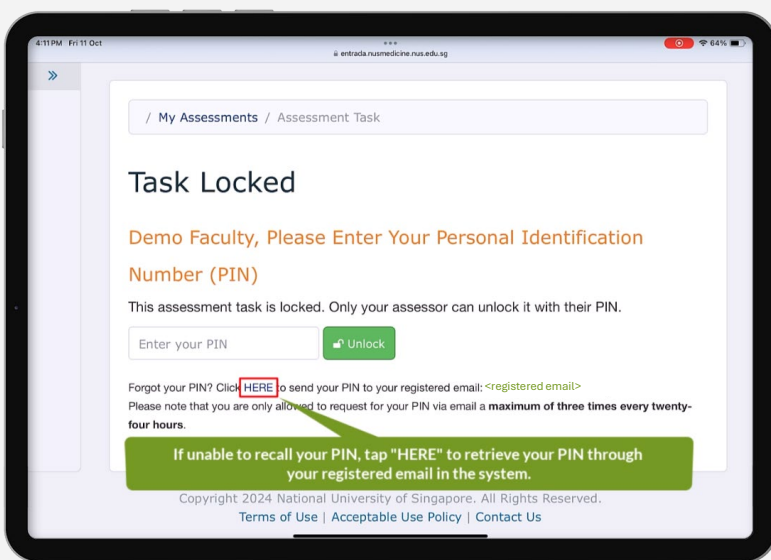 4:11PM Fri 11 Oct
entrada.nusmedicine.nus.edu.sg
64%
/ My Assessments / Assessment Task
Task Locked
Demo Faculty, Please Enter Your Personal Identification
Number (PIN)
This assessment task is locked. Only your assessor can unlock it with their PIN.
Enter your PIN
Unlock
Forgot your PIN? Click HERE to send your PIN to your registered email: <registered email>
Please note that you are only allowed to request for your PIN via email a maximum of three times every twenty-
four hours.
If unable to recall your PIN, tap "HERE" to retrieve your PIN through
your registered email in the system.
Copyright 2024 National University of Singapore. All Rights Reserved.
Terms of Use | Acceptable Use Policy | Contact Us